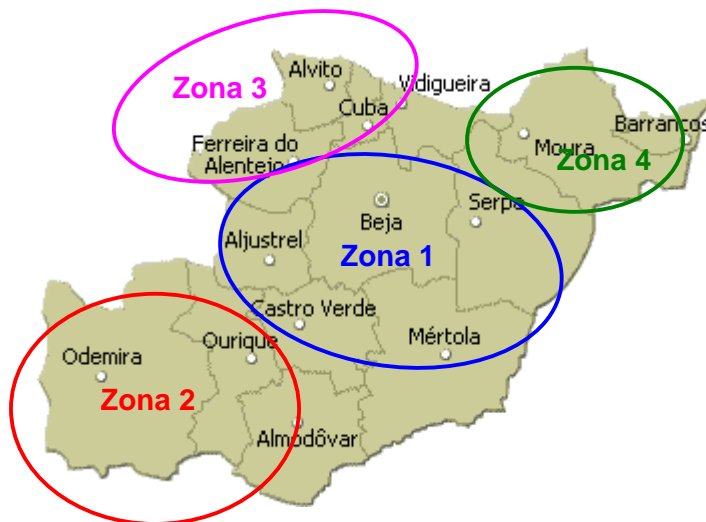 Alvito
Zona 3
Vidigueira
Cuba
Barrancos
Ferreira do
Alentejo
Moura
Zona 4
Serpa
Beja
Aljustrel
Zona 1
Castro Verde
Ourique
Mértola
Odemira
Zona 2
Almodôvar